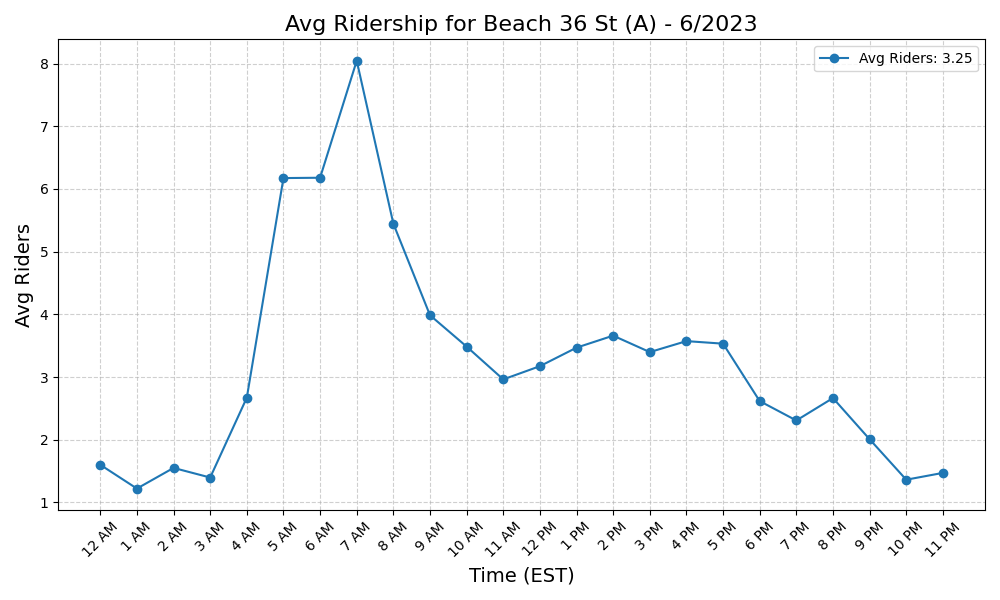 Avg Ridership for Beach 36 St (A) - 6/2023
Avg Riders: 3.25
Avg Riders
8
7
6
5
4
3
2
1
12 AM
1 AM
2 AM
3 AM
4 AM
5 AM
6 AM
7 AM
8 AM
9 AM
10 AM
11 AM
12 PM
1 PM
2 PM
3 PM
4 PM
5 PM
6 PM
7 PM
8 PM
9 PM
10 PM
11 PM
Time (EST)